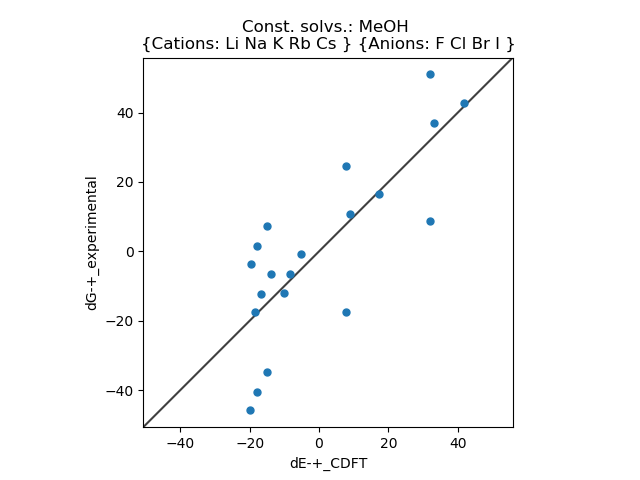 Const. solvs.: MeOH
{Cations: Li Na K Rb Cs } {Anions: F Cl Br I }
40
20
0
−20
−40
dG-+_experimental
−40 −20 0 20 40
dE-+_CDFT